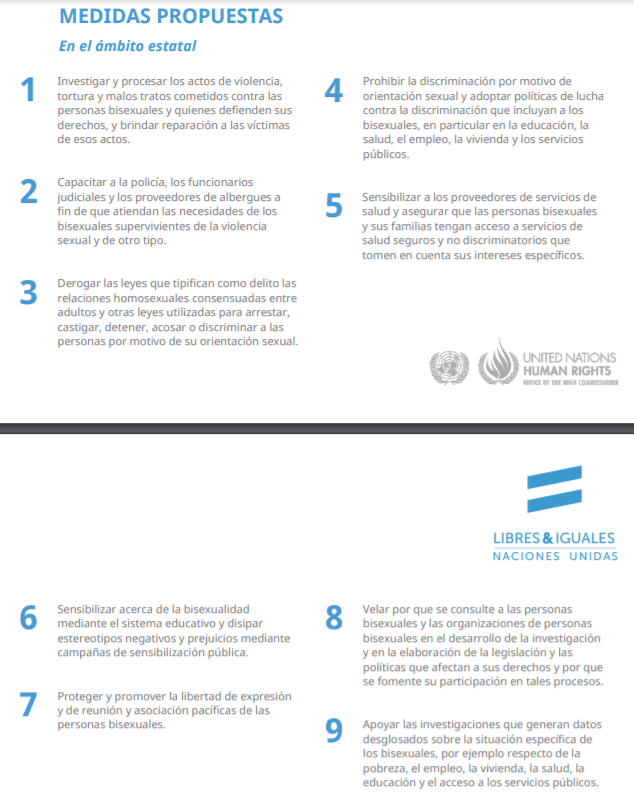 MEDIDAS PROPUESTAS
En el ámbito estatal
1
Investigar y procesar los actos de violencia,
tortura y malos tratos cometidos contra las
personas bisexuales y quienes defienden sus
derechos, y brindar reparación a las víctimas
de esos actos.
2
Capacitar a la policía, los funcionarios
judiciales y los proveedores de albergues a
fin de que atiendan las necesidades de los
bisexuales supervivientes de la violencia
sexual y de otro tipo.
3
Derogar las leyes que tipifican como delito las
relaciones homosexuales consensuadas entre
adultos y otras leyes utilizadas para arrestar,
castigar, detener, acosar o discriminar a las
personas por motivo de su orientación sexual.
4
Prohibir la discriminación por motivo de
orientación sexual y adoptar políticas de lucha
contra la discriminación que incluyan a los
bisexuales, en particular en la educación, la
salud, el empleo, la vivienda y los servicios
públicos.
5
Sensibilizar a los proveedores de servicios de
salud y asegurar que las personas bisexuales
y sus familias tengan acceso a servicios de
salud seguros y no discriminatorios que
tomen en cuenta sus intereses específicos.
UNITED NATIONS
HUMAN RIGHTS
OFFICE OF THE HIGH COMMISSIONER
LIBRES & IGUALES
NACIONES UNIDAS
6
Sensibilizar acerca de la bisexualidad
mediante el sistema educativo y disipar
estereotipos negativos y prejuicios mediante
campañas de sensibilización pública.
7
Proteger y promover la libertad de expresión
y de reunión y asociación pacíficas de las
personas bisexuales.
8
Velar por que se consulte a las personas
bisexuales y las organizaciones de personas
bisexuales en el desarrollo de la investigación
y en la elaboración de la legislación y las
políticas que afectan a sus derechos y por que
se fomente su participación en tales procesos.
9
Apoyar las investigaciones que generan datos
desglosados sobre la situación específica de
los bisexuales, por ejemplo respecto de la
pobreza, el empleo, la vivienda, la salud, la
educación y el acceso a los servicios públicos.